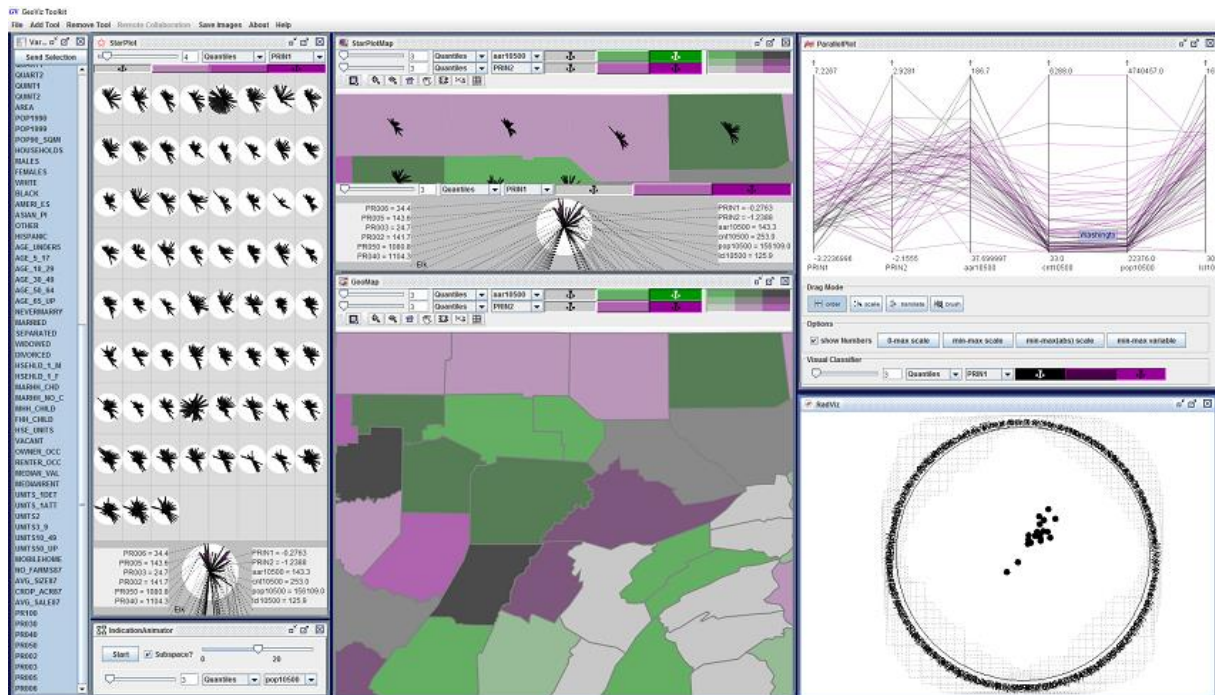 GV GeoViz Toolkit
File Add Tool Remove Tool Remote Collaboration Save Images About Help
Var...
Send Selection
QUART2
QUINT1
QUINT2
AREA
POP1990
POP1999
POP90_SQMI
HOUSEHOLDS
MALES
FEMALES
WHITE
BLACK
AMERI_ES
ASIAN_PI
OTHER
HISPANIC
AGE_UNDER5
AGE_5_17
AGE_18_29
AGE_30_49
AGE_50_64
AGE_65_UP
NEVERMARRY
MARRIED
SEPARATED
WIDOWED
DIVORCED
HSEHLD_1_M
HSEHLD_1_F
MARHH_CHD
MARHH_NO_C
MHH_CHILD
FHH_CHILD
HSE_UNITS
VACANT
OWNER_OCC
RENTER_OCC
MEDIAN_VAL
MEDIANRENT
UNITS_1DET
UNITS_1ATT
UNITS2
UNITS3_9
UNITS10_49
UNITS50_UP
MOBILEHOME
NO_FARMS87
AVG_SIZE87
CROP_ACR87
AVG_SALE87
PR100
PR030
PR040
PR050
PR002
PR003
PR005
PR006
StarPlot
4 Quantiles PRIN1
PR006 = 34.4
PR005 = 143.6
PR003 = 24.7
PR002 = 141.7
PR050 = 1080.8
PR040 = 1104.3
PRIN1 = -0.2763
PRIN2 = -1.2388
aar10500 = 143.3
cnt10500 = 253.0
pop10500 = 156109.0
ld10500 = 125.9
Elk
IndicationAnimator
Start Subspace? 0 20
3 Quantiles pop10500
StarPlotMap
3 Quantiles aar10500
3 Quantiles PRIN2
3 Quantiles PRIN1
PR006 = 34.4
PR005 = 143.6
PR003 = 24.7
PR002 = 141.7
PR050 = 1080.8
PR040 = 1104.3
PRIN1 = -0.2763
PRIN2 = -1.2388
aar10500 = 143.3
cnt10500 = 253.0
pop10500 = 156109.0
ld10500 = 125.9
Elk
GeoMap
3 Quantiles aar10500
3 Quantiles PRIN2
ParallelPlot
7.2267 2.9281 186.7 6288.0 4740457.0 16
washingto
-3.2236996 -2.1555 37.699997 33.0 22376.0 30
PRIN1 PRIN2 aar10500 cnt10500 pop10500 ld10
Drag Mode
order scale translate brush
Options
show Numbers 0-max scale min-max scale min-max(abs) scale min-max variable
Visual Classifier
3 Quantiles PRIN1
RadViz